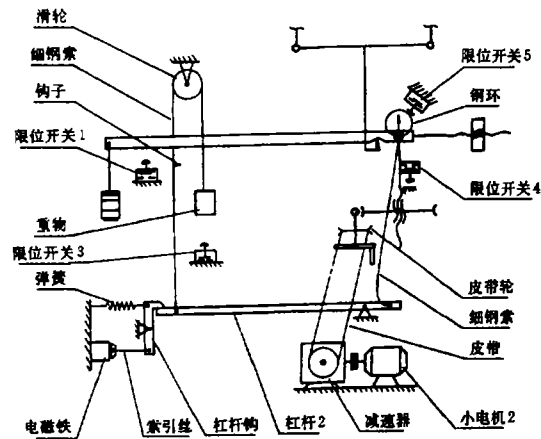 滑轮
细钢索
限位开关5
钩子
钢环
限位开关1
限位开关4
重物
限位开关3
弹簧
皮带轮
细钢索
皮带
电磁铁
索引丝
杠杆钩
杠杆2
减速器
小电机2